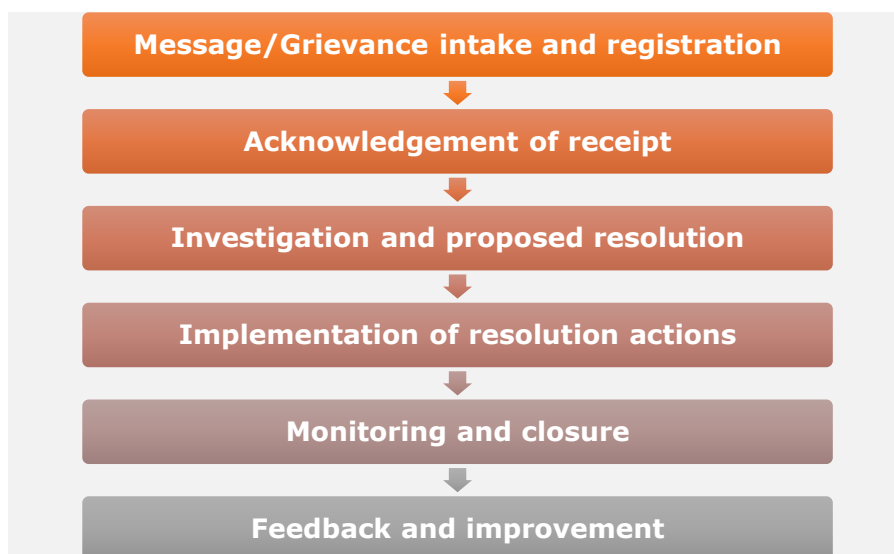 Message/Grievance intake and registration
Acknowledgement of receipt
Investigation and proposed resolution
Implementation of resolution actions
Monitoring and closure
Feedback and improvement